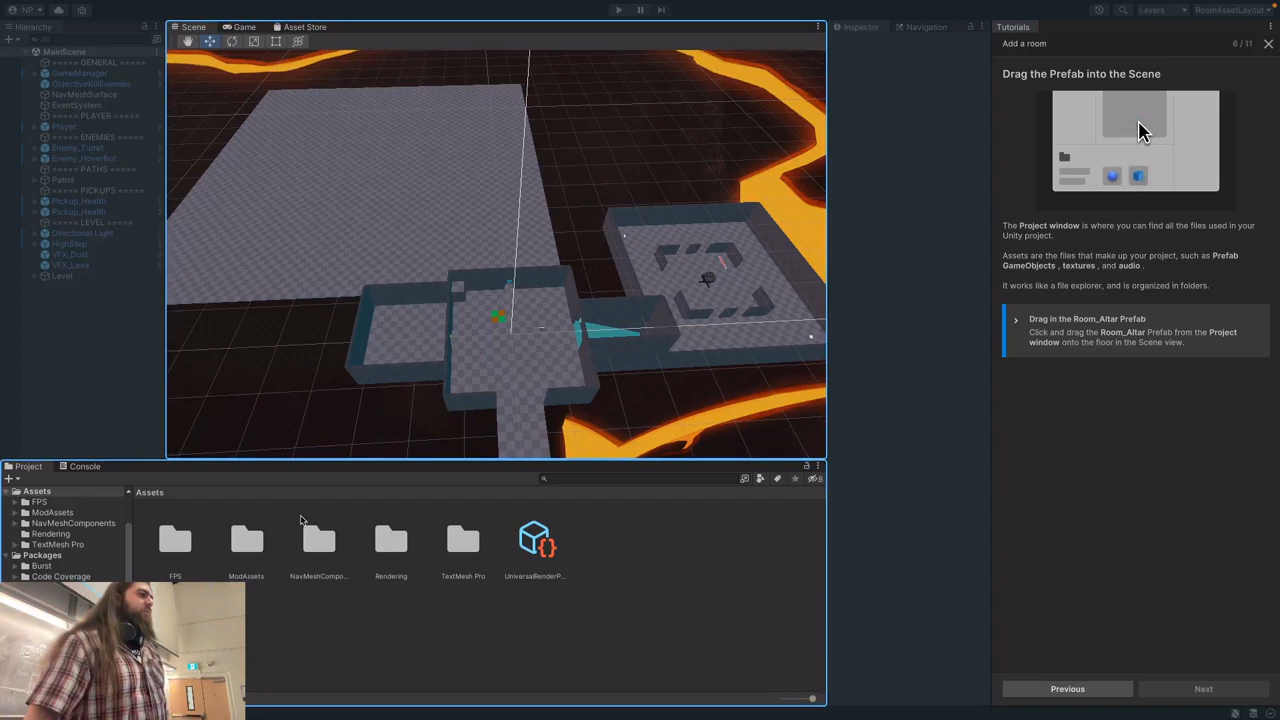 NP
Layers
RoomAssetLayout
Hierarchy
Scene
Game
Asset Store
Inspector
Navigation
Tutorials
All
MainScene
===== GENERAL =====
GameManager
ObjectiveKillEnemies
NavMeshSurface
EventSystem
===== PLAYER =====
Player
===== ENEMIES =====
Enemy_Turret
Enemy_HoverBot
===== PATHS =====
Patrol
===== PICKUPS =====
Pickup_Health
Pickup_Health
===== LEVEL =====
Directional Light
HighStep
VFX_Dust
VFX_Lava
Level
Add a room
6 / 11
Drag the Prefab into the Scene
The Project window is where you can find all the files used in your
Unity project.
Assets are the files that make up your project, such as Prefab
GameObjects , textures , and audio .
It works like a file explorer, and is organized in folders.
Drag in the Room_Altar Prefab
Click and drag the Room_Altar Prefab from the Project
window onto the floor in the Scene view.
Previous
Next
Project
Console
8
Assets
FPS
ModAssets
NavMeshComponents
Rendering
TextMesh Pro
Packages
Burst
Code Coverage
Assets
FPS
ModAssets
NavMeshCompo...
Rendering
TextMesh Pro
UniversalRenderP...